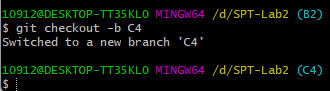 10912@DESKTOP-TT35KLO MINGW64 /d/SPT-Lab2 (B2)
$ git checkout -b C4
Switched to a new branch 'C4'
10912@DESKTOP-TT35KLO MINGW64 /d/SPT-Lab2 (C4)
$